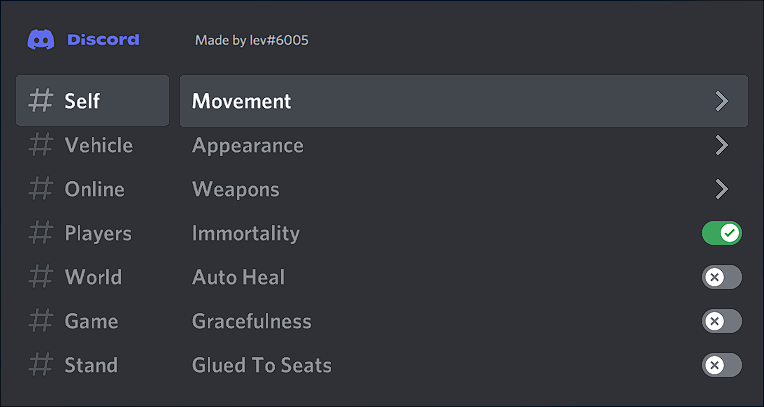 Discord
Made by lev#6005
# Self
Movement
# Vehicle
Appearance
# Online
Weapons
# Players
Immortality
# World
Auto Heal
# Game
Gracefulness
# Stand
Glued To Seats